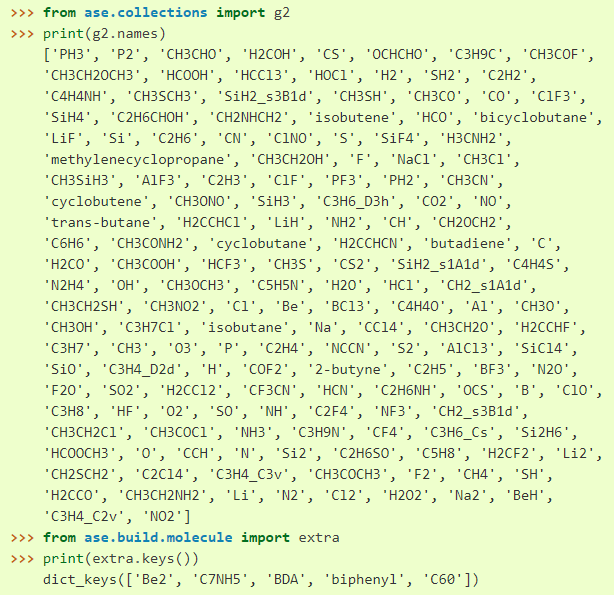 >>> from ase.collections import g2
>>> print(g2.names)
['PH3', 'P2', 'CH3CHO', 'H2COH', 'CS', 'OCHCHO', 'C3H9C', 'CH3COF',
'CH3CH2OCH3', 'HCOOH', 'HCCl3', 'HOCl', 'H2', 'SH2', 'C2H2',
'C4H4NH', 'CH3SCH3', 'SiH2_s3B1d', 'CH3SH', 'CH3CO', 'CO', 'ClF3',
'SiH4', 'C2H6CHOH', 'CH2NHCH2', 'isobutene', 'HCO', 'bicyclobutane',
'LiF', 'Si', 'C2H6', 'CN', 'ClNO', 'S', 'SiF4', 'H3CNH2',
'methylenecyclopropane', 'CH3CH2OH', 'F', 'NaCl', 'CH3Cl',
'CH3SiH3', 'AlF3', 'C2H3', 'ClF', 'PF3', 'PH2', 'CH3CN',
'cyclobutene', 'CH3ONO', 'SiH3', 'C3H6_D3h', 'CO2', 'NO',
'trans-butane', 'H2CCHCl', 'LiH', 'NH2', 'CH', 'CH2OCH2',
'C6H6', 'CH3CONH2', 'cyclobutane', 'H2CCHCN', 'butadiene', 'C',
'H2CO', 'CH3COOH', 'HCF3', 'CH3S', 'CS2', 'SiH2_s1A1d', 'C4H4S',
'N2H4', 'OH', 'CH3OCH3', 'C5H5N', 'H2O', 'HCl', 'CH2_s1A1d',
'CH3CH2SH', 'CH3NO2', 'Cl', 'Be', 'BCl3', 'C4H4O', 'Al', 'CH3O',
'CH3OH', 'C3H7Cl', 'isobutane', 'Na', 'CCl4', 'CH3CH2O', 'H2CCHF',
'C3H7', 'CH3', 'O3', 'P', 'C2H4', 'NCCN', 'S2', 'AlCl3', 'SiCl4',
'SiO', 'C3H4_D2d', 'H', 'COF2', '2-butyne', 'C2H5', 'BF3', 'N2O',
'F2O', 'SO2', 'H2CCl2', 'CF3CN', 'HCN', 'C2H6NH', 'OCS', 'B', 'ClO',
'C3H8', 'HF', 'O2', 'SO', 'NH', 'C2F4', 'NF3', 'CH2_s3B1d',
'CH3CH2Cl', 'CH3COCl', 'NH3', 'C3H9N', 'CF4', 'C3H6_Cs', 'Si2H6',
'HCOOCH3', 'O', 'CCH', 'N', 'Si2', 'C2H6SO', 'C5H8', 'H2CF2', 'Li2',
'CH2SCH2', 'C2Cl4', 'C3H4_C3v', 'CH3COCH3', 'F2', 'CH4', 'SH',
'H2CCO', 'CH3CH2NH2', 'Li', 'N2', 'Cl2', 'H2O2', 'Na2', 'BeH',
'C3H4_C2v', 'NO2']
>>> from ase.build.molecule import extra
>>> print(extra.keys())
dict_keys(['Be2', 'C7NH5', 'BDA', 'biphenyl', 'C60'])